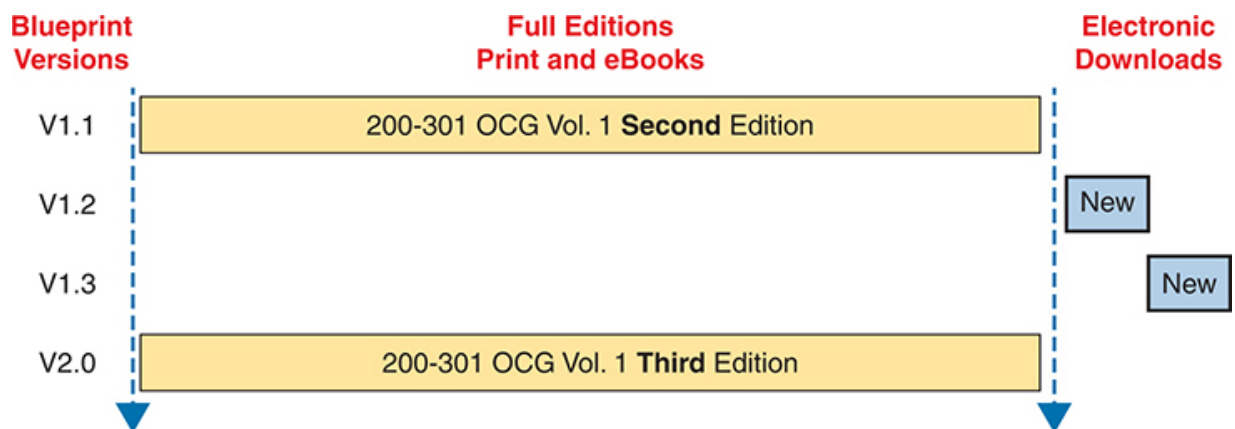 Blueprint
Versions
Full Editions
Print and eBooks
Electronic
Downloads
V1.1
200-301 OCG Vol. 1 Second Edition
V1.2
New
V1.3
New
V2.0
200-301 OCG Vol. 1 Third Edition